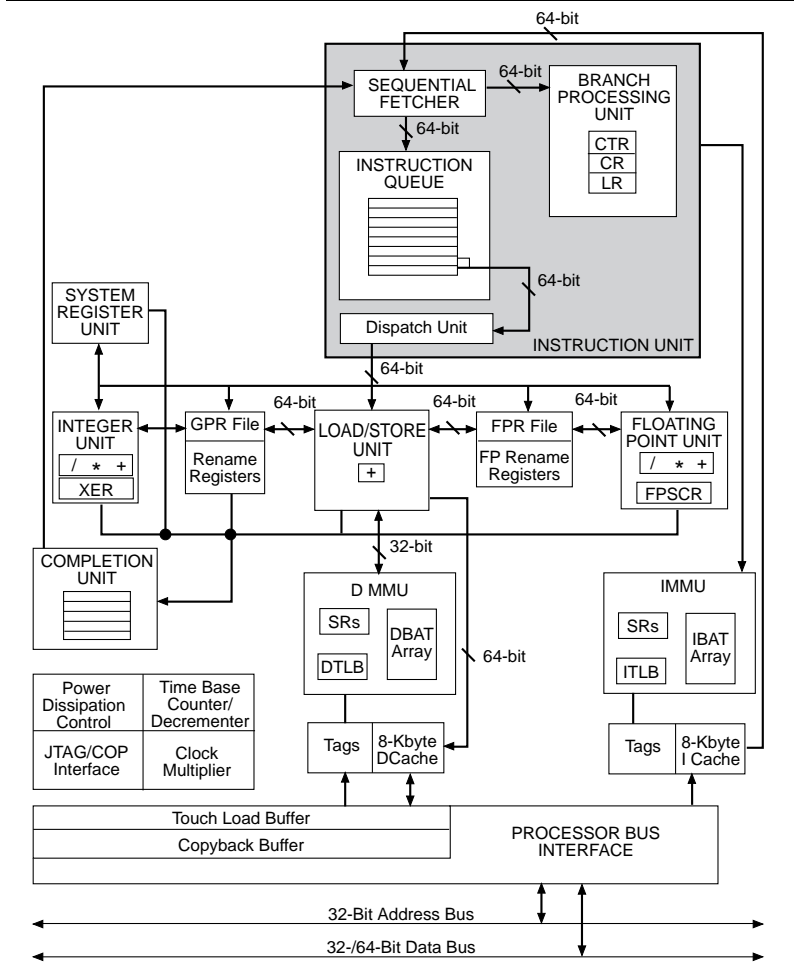 64-bit
64-bit
SEQUENTIAL
FETCHER
BRANCH
PROCESSING
UNIT
CTR
CR
LR
64-bit
INSTRUCTION
QUEUE
64-bit
SYSTEM
REGISTER
UNIT
Dispatch Unit
INSTRUCTION UNIT
64-bit
64-bit
64-bit
64-bit
INTEGER
UNIT
/ * +
XER
GPR File
Rename
Registers
LOAD/STORE
UNIT
+
FPR File
FP Rename
Registers
FLOATING
POINT UNIT
/ * +
FPSCR
32-bit
COMPLETION
UNIT
D MMU
SRs
DTLB
DBAT
Array
64-bit
IMMU
SRs
ITLB
IBAT
Array
Power
Dissipation
Control
Time Base
Counter/
Decrementer
JTAG/COP
Interface
Clock
Multiplier
Tags
8-Kbyte
DCache
Tags
8-Kbyte
I Cache
Touch Load Buffer
Copyback Buffer
PROCESSOR BUS
INTERFACE
32-Bit Address Bus
32-/64-Bit Data Bus